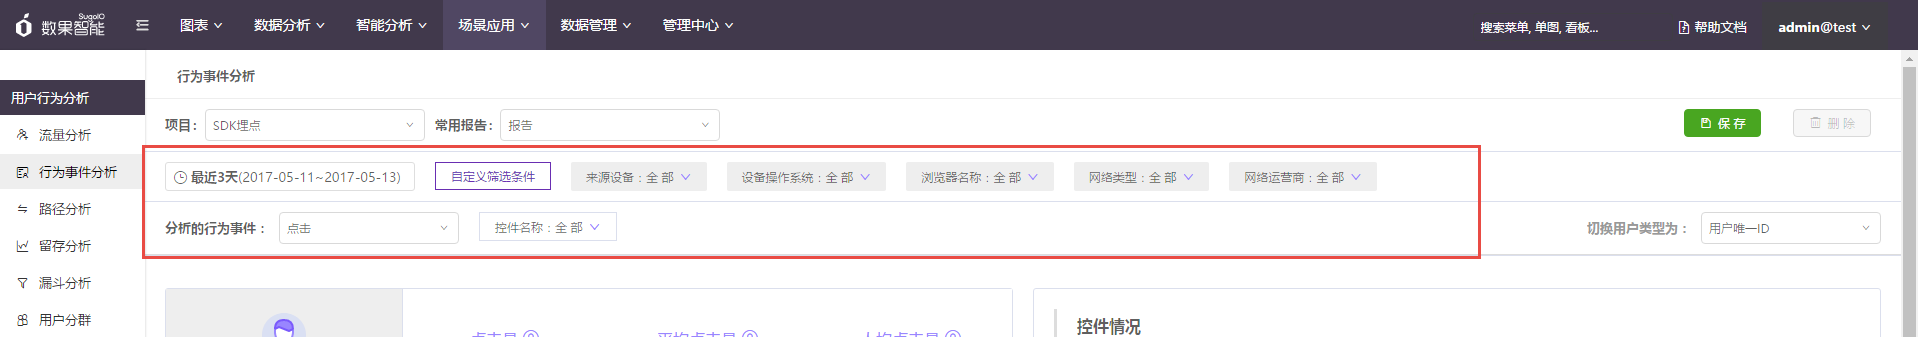 SugoIO
数果智能
图表 数据分析 智能分析 场景应用 数据管理 管理中心 搜索菜单, 单图, 看板... 帮助文档 admin@test
行为事件分析
用户行为分析
流量分析
行为事件分析
路径分析
留存分析
漏斗分析
用户分群
项目： SDK埋点 常用报告： 报告 保 存 删 除
最近3天(2017-05-11~2017-05-13) 自定义筛选条件 来源设备：全 部 设备操作系统：全 部 浏览器名称：全 部 网络类型：全 部 网络运营商：全 部
分析的行为事件： 点击 控件名称：全 部 切换用户类型为： 用户唯一ID
控件情况